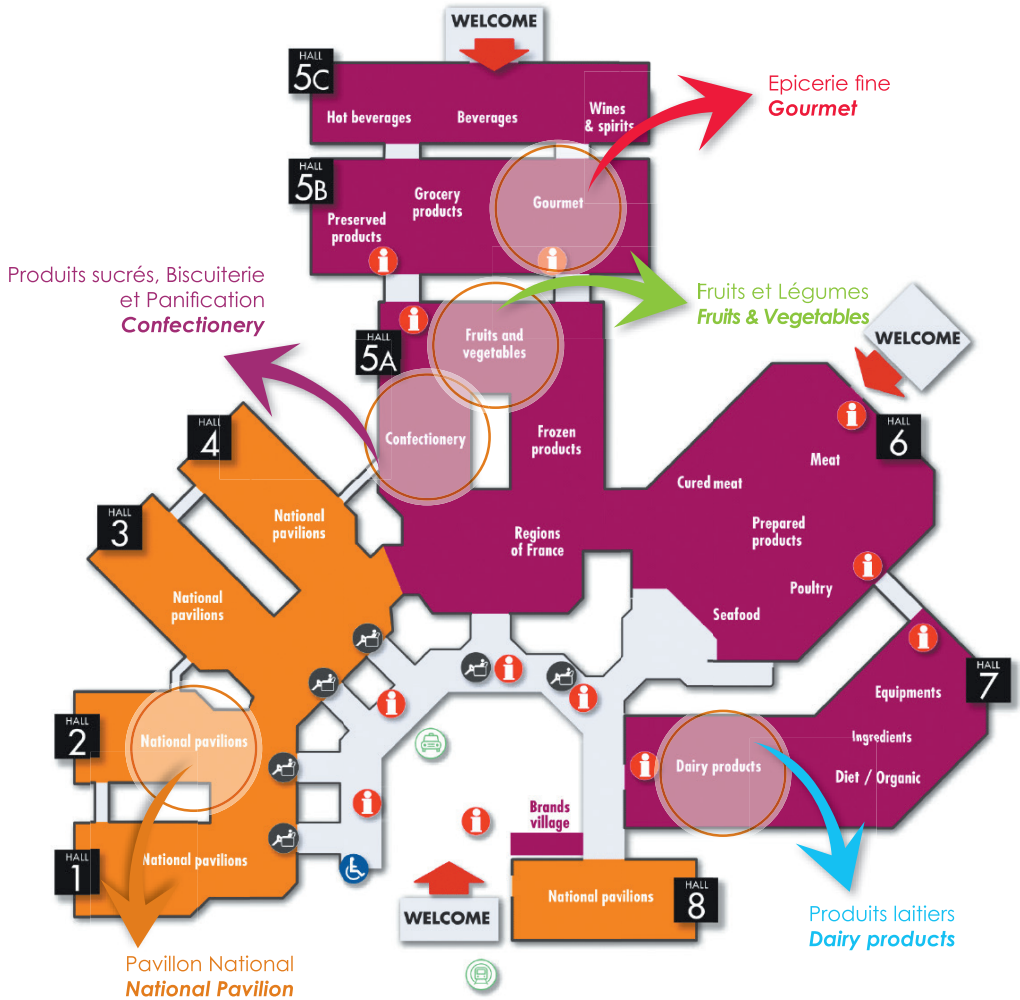 WELCOME
HALL
5C
Hot beverages
Beverages
Wines
& spirits
Epicerie fine
Gourmet
HALL
5B
Preserved
products
Grocery
products
Gourmet
Produits sucrés, Biscuiterie
et Panification
Confectionery
Fruits et Légumes
Fruits & Vegetables
WELCOME
HALL
5A
Fruits and
vegetables
Confectionery
Frozen
products
Regions
of France
HALL
4
National
pavilions
HALL
3
National
pavilions
HALL
6
Meat
Cured meat
Prepared
products
Poultry
Seafood
HALL
7
Equipments
Ingredients
Diet / Organic
Dairy products
HALL
2
National pavilions
HALL
1
National pavilions
Brands
village
National pavilions
HALL
8
WELCOME
Produits laitiers
Dairy products
Pavillon National
National Pavilion